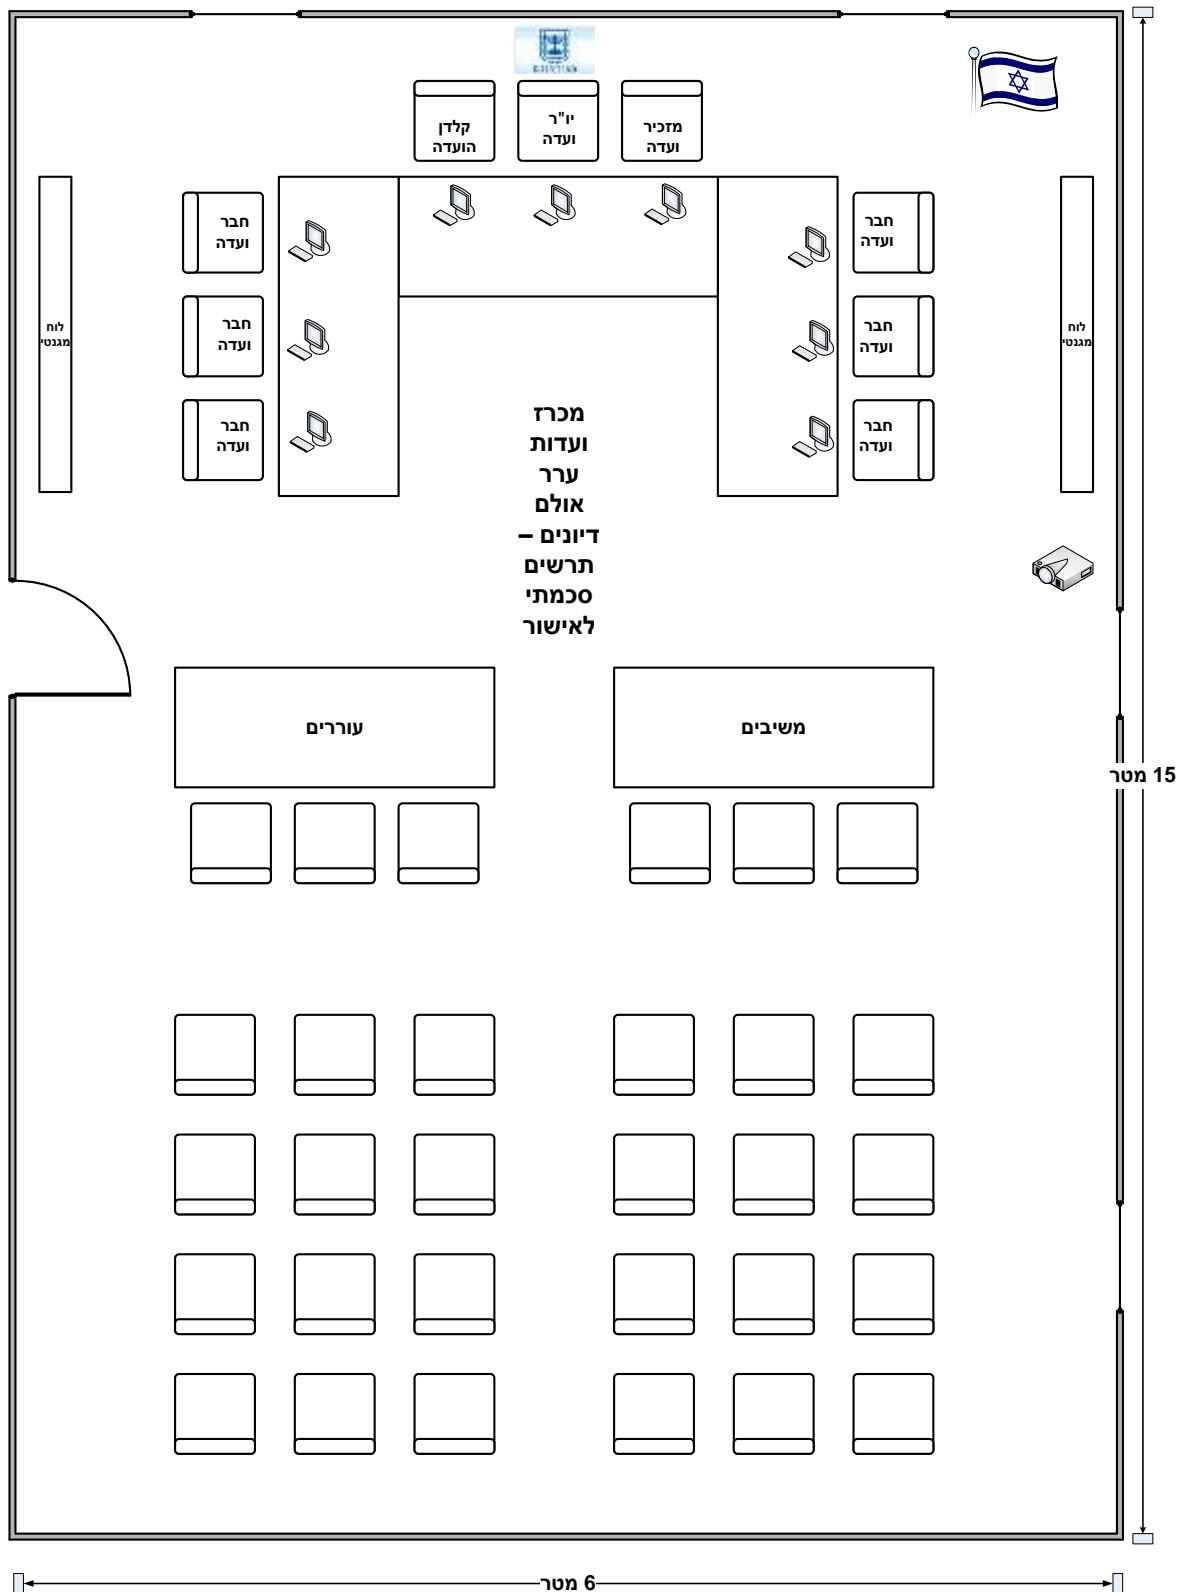 קלדן
הועדה
יו"ר
ועדה
מזכיר
ועדה
חבר
ועדה
חבר
ועדה
חבר
ועדה
חבר
ועדה
חבר
ועדה
חבר
ועדה
לוח
מגנטי
לוח
מגנטי
מכרז
ועדות
ערר
אולם
דיונים –
תרשים
סכמתי
לאישור
עוררים
משיבים
15 מטר
6 מטר